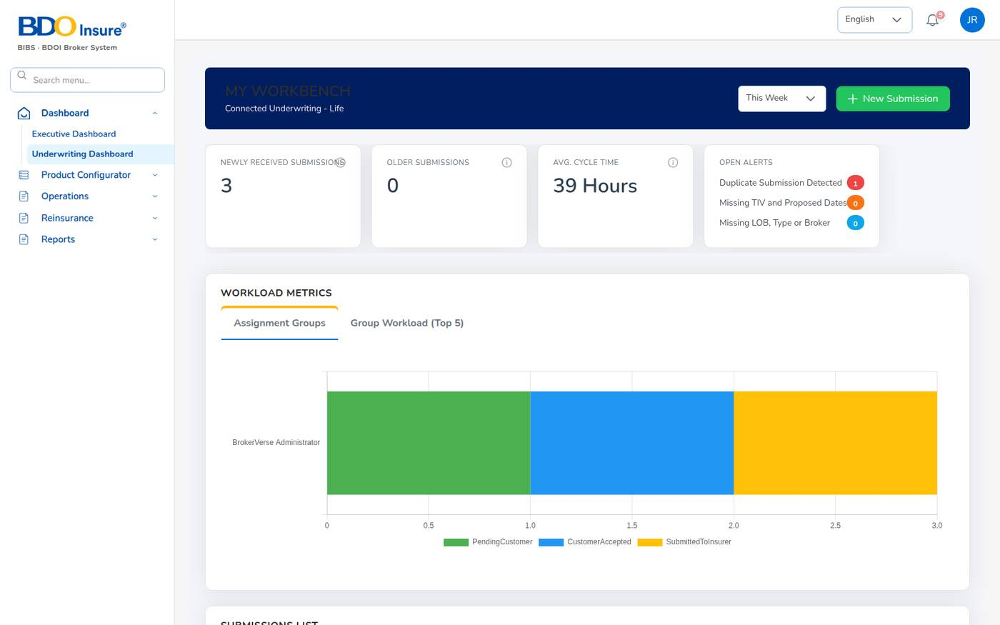 BDO Insure®
BIBS · BDOI Broker System
Search menu...
Dashboard
Executive Dashboard
Underwriting Dashboard
Product Configurator
Operations
Reinsurance
Reports
English
9
JR
MY WORKBENCH
Connected Underwriting - Life
This Week
New Submission
NEWLY RECEIVED SUBMISSIONS
3
OLDER SUBMISSIONS
0
AVG. CYCLE TIME
39 Hours
OPEN ALERTS
Duplicate Submission Detected 1
Missing TIV and Proposed Dates 0
Missing LOB, Type or Broker 0
WORKLOAD METRICS
Assignment Groups Group Workload (Top 5)
BrokerVerse Administrator
0 0.5 1.0 1.5 2.0 2.5 3.0
PendingCustomer CustomerAccepted SubmittedToInsurer
SUBMISSIONS LIST